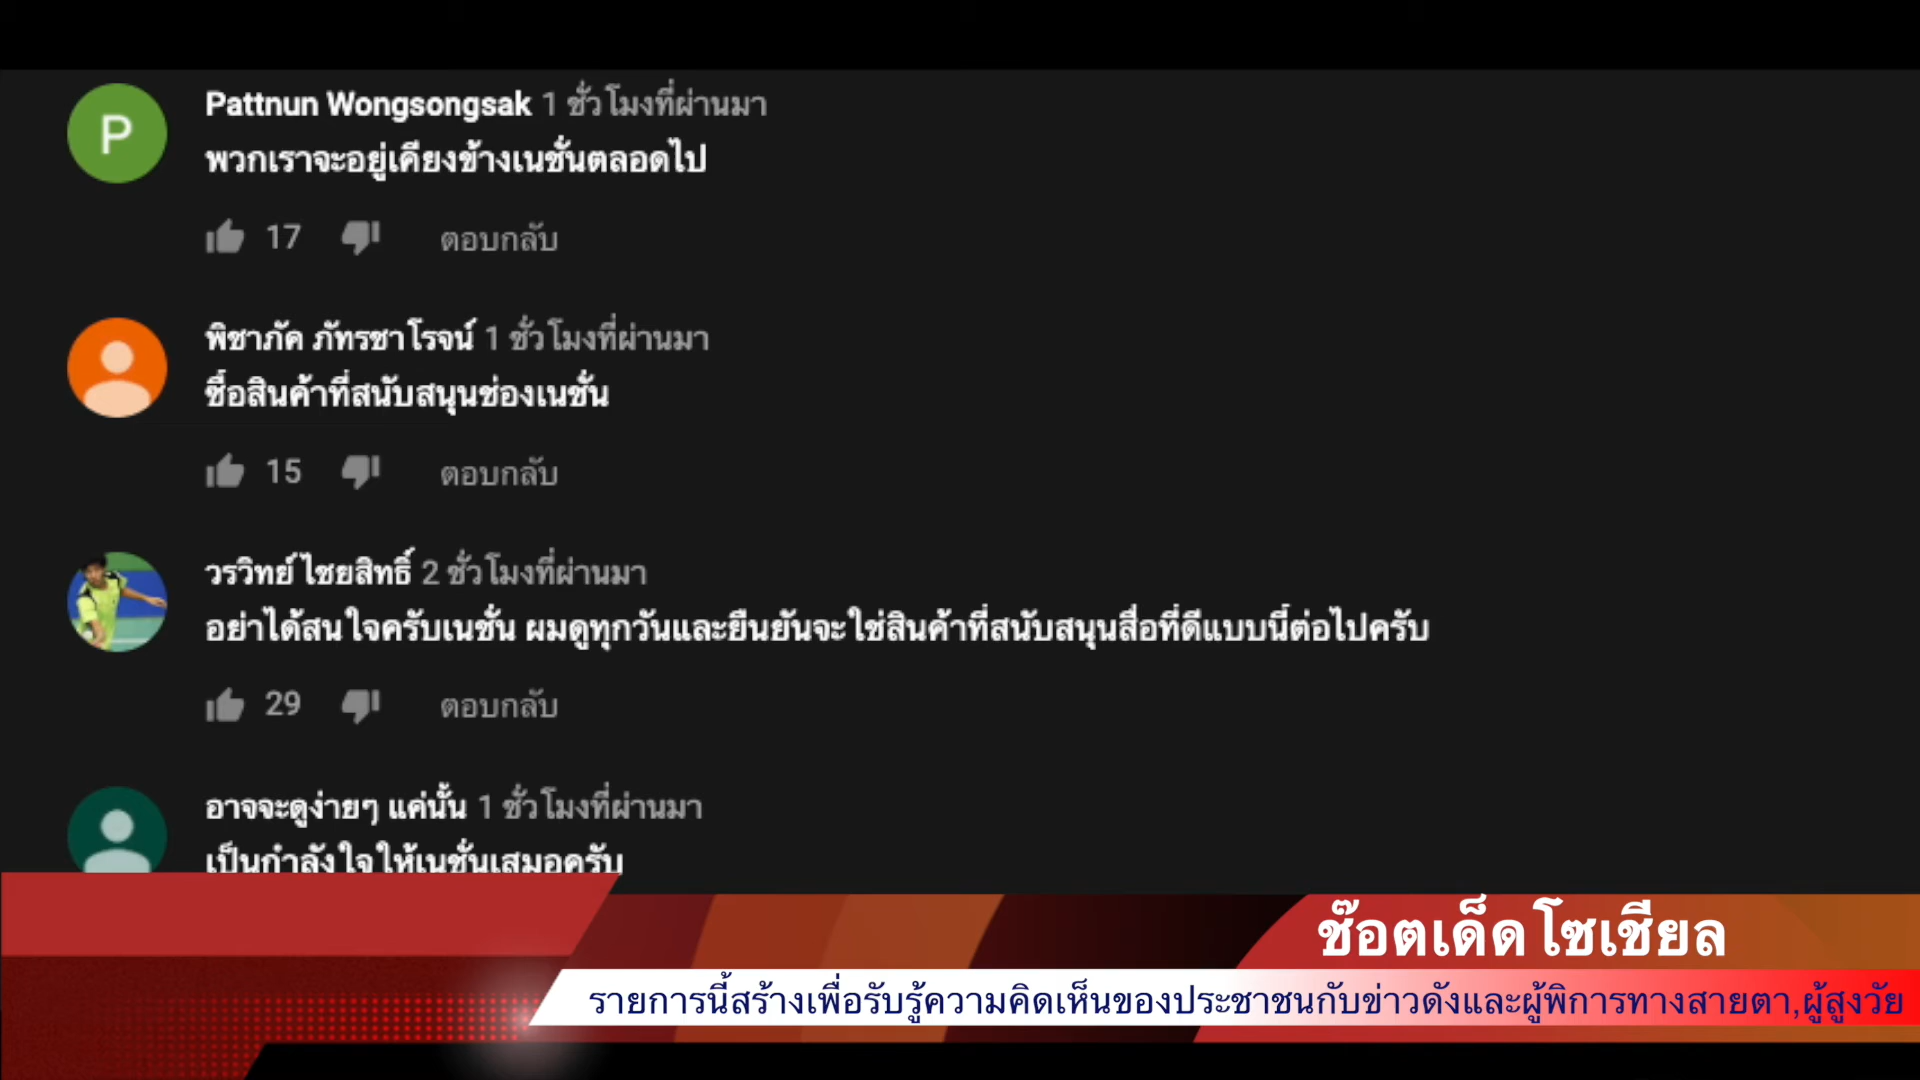 P
Pattnun Wongsongsak 1 ชั่วโมงที่ผ่านมา
พวกเราจะอยู่เคียงข้างเนชั่นตลอดไป
17 ตอบกลับ
พิชาภัค ภัทรชาโรจน์ 1 ชั่วโมงที่ผ่านมา
ซื้อสินค้าที่สนับสนุนช่องเนชั่น
15 ตอบกลับ
วรวิทย์ ไชยสิทธิ์ 2 ชั่วโมงที่ผ่านมา
อย่าได้สนใจครับเนชั่น ผมดูทุกวันและยืนยันจะใช่สินค้าที่สนับสนุนสื่อที่ดีแบบนี้ต่อไปครับ
29 ตอบกลับ
อาจจะดูง่ายๆ แค่นั้น 1 ชั่วโมงที่ผ่านมา
เป็นกำลังใจให้เนชั่นเสมอครับ
ช๊อตเด็ดโซเชียล
รายการนี้สร้างเพื่อรับรู้ความคิดเห็นของประชาชนกับข่าวดังและผู้พิการทางสายตา,ผู้สูงวัย